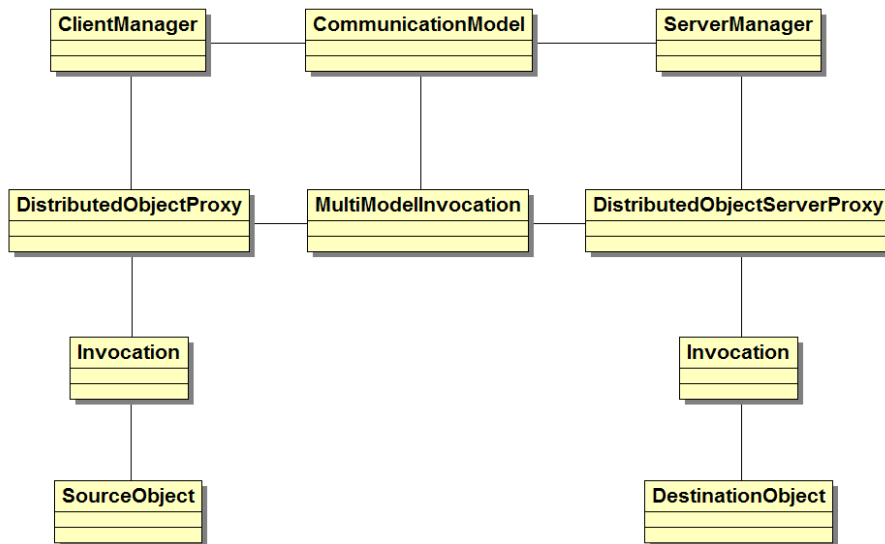 ClientManager
CommunicationModel
ServerManager
DistributedObjectProxy
MultiModelInvocation
DistributedObjectServerProxy
Invocation
Invocation
SourceObject
DestinationObject